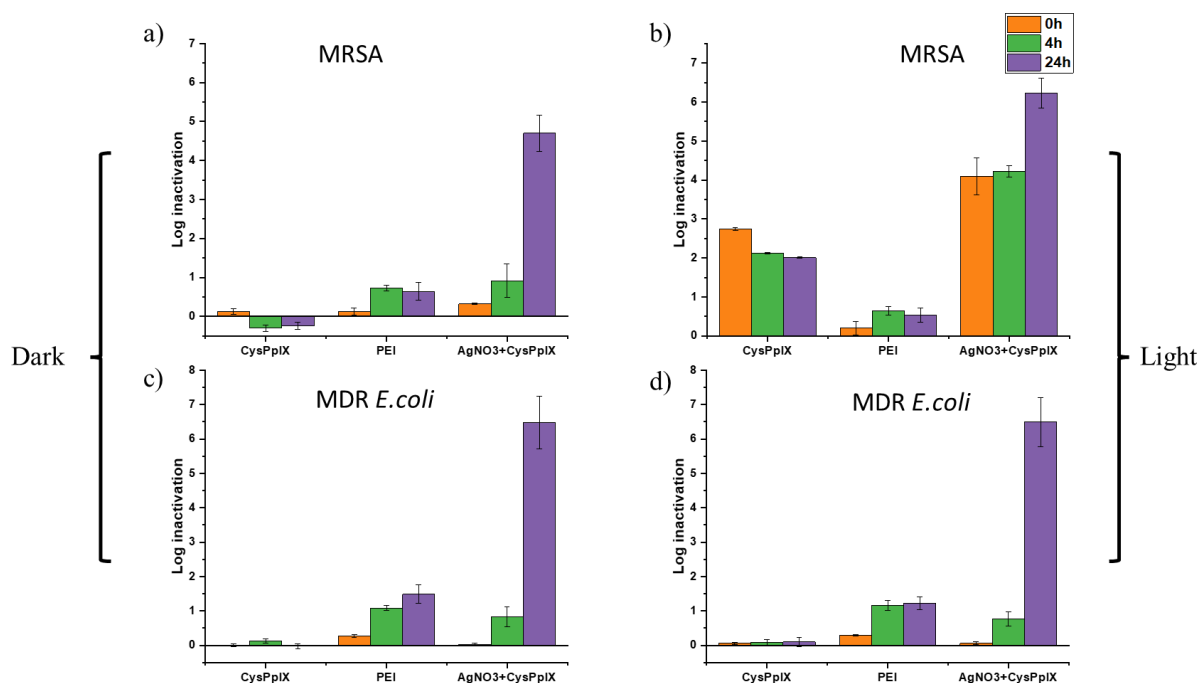 a)
MRSA
7
6
5
4
3
2
1
0
Log inactivation
CysPpIX
PEI
AgNO3+CysPpIX
b)
MRSA
0h
4h
24h
7
6
5
4
3
2
1
0
Log inactivation
CysPpIX
PEI
AgNO3+CysPpIX
Dark
Light
c)
MDR E.coli
8
7
6
5
4
3
2
1
0
Log inactivation
CysPpIX
PEI
AgNO3+CysPpIX
d)
MDR E.coli
8
7
6
5
4
3
2
1
0
Log inactivation
CysPpIX
PEI
AgNO3+CysPpIX